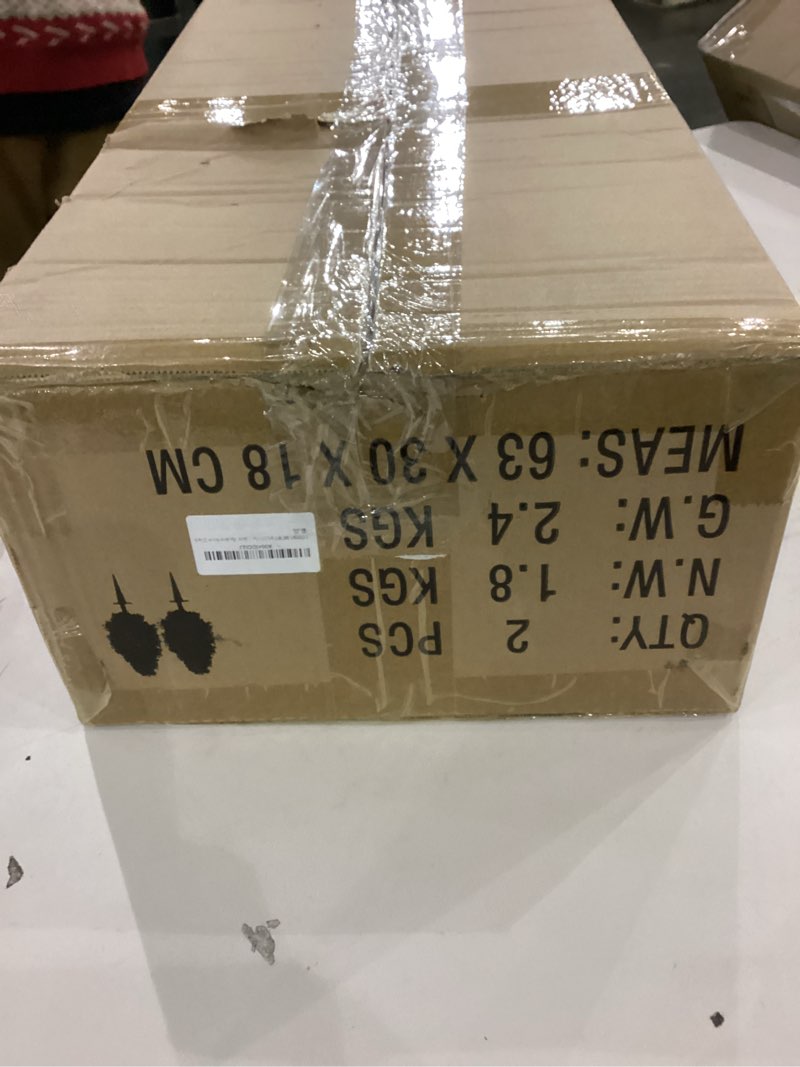 QTY: 2 PCS
N.W: 1.8 KGS
G.W: 2.4 KGS
MEAS: 63 X 30 X 18 CM